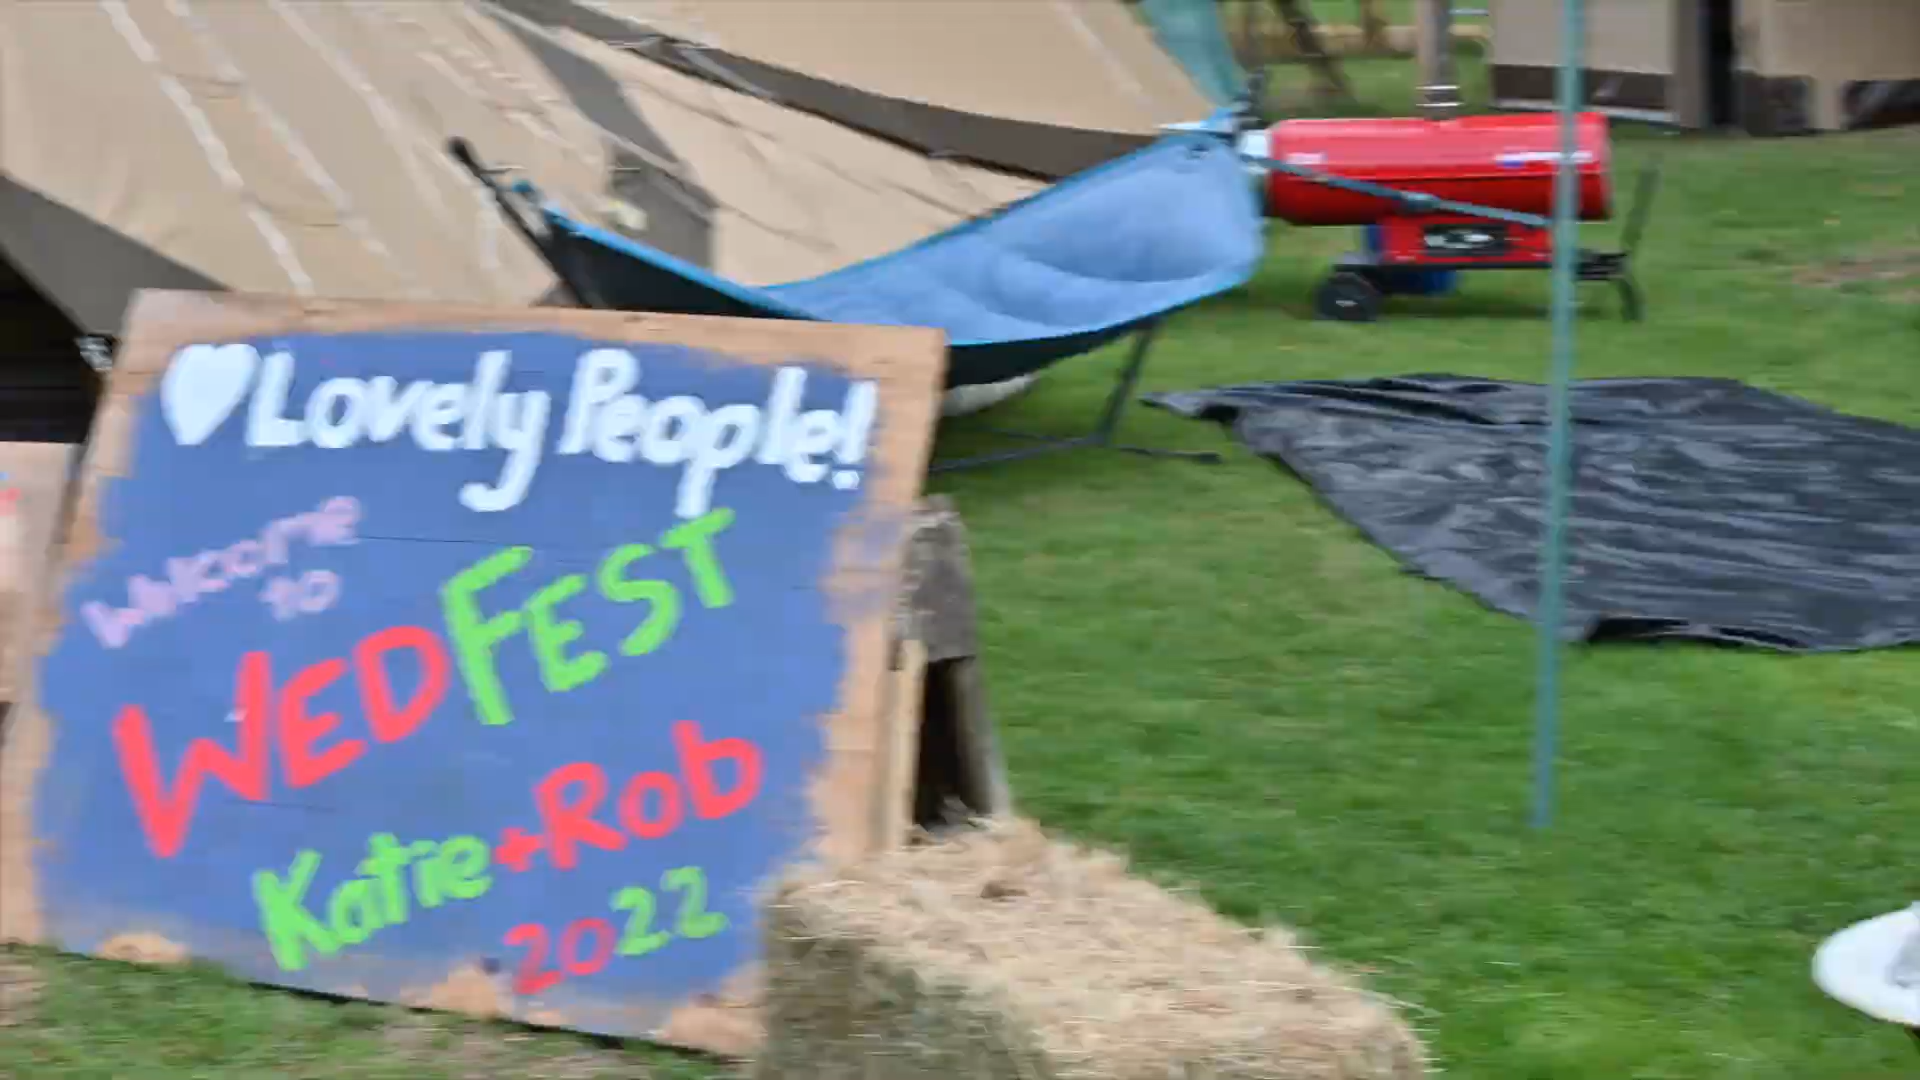 Lovely People!
Welcome
to
WEDFEST
Katie + Rob
2022